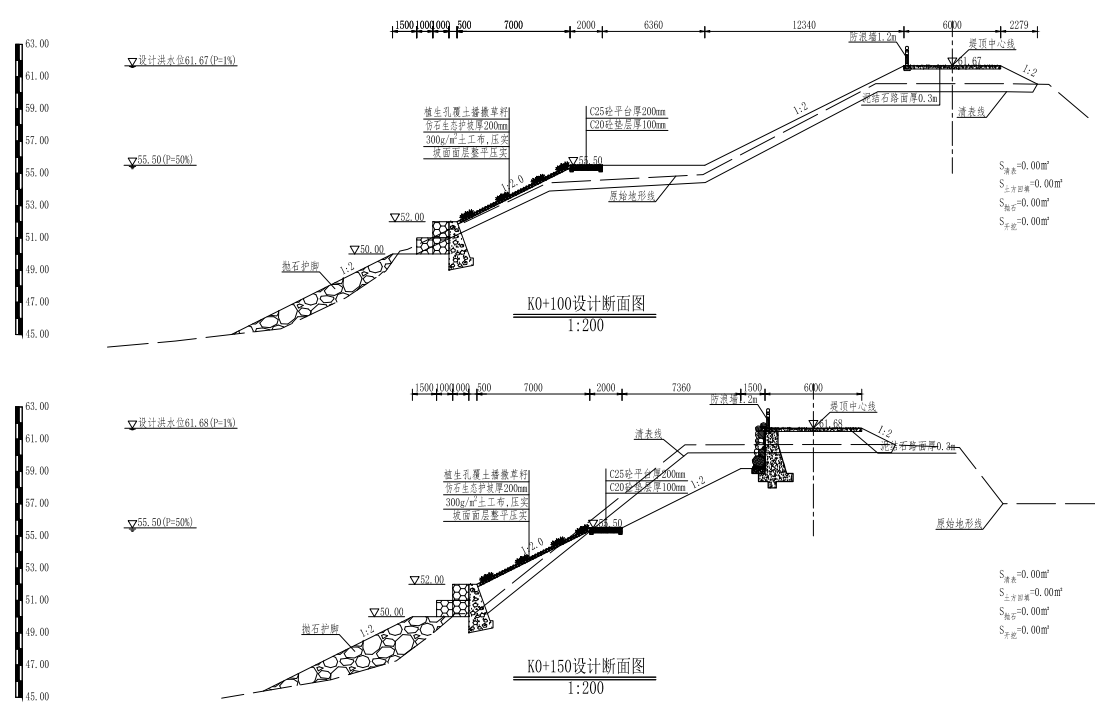 1500 1000 1000 500 7000 2000 6360 12340 6000 2279
63.00
61.00
59.00
57.00
55.00
53.00
51.00
49.00
47.00
45.00
设计洪水位61.67(P=1%)
55.50(P=50%)
防浪墙1.2m
堤顶中心线
61.67
1:2
泥结石路面厚0.3m
清表线
1:2
植生孔覆土播撒草籽
仿石生态护坡厚200mm
300g/m²土工布,压实
坡面面层整平压实
C25砼平台厚200mm
C20砼垫层厚100mm
55.50
1:2.0
原始地形线
52.00
50.00
抛石护脚
1:2
S清表=0.00m²
S土方回填=0.00m²
S抛石=0.00m²
S开挖=0.00m²
K0+100设计断面图
1:200
1500 1000 1000 500 7000 2000 7360 1500 6000
63.00
61.00
59.00
57.00
55.00
53.00
51.00
49.00
47.00
45.00
设计洪水位61.68(P=1%)
55.50(P=50%)
防浪墙1.2m
堤顶中心线
61.68
1:2
泥结石路面厚0.3m
清表线
1:2
植生孔覆土播撒草籽
仿石生态护坡厚200mm
300g/m²土工布,压实
坡面面层整平压实
C25砼平台厚200mm
C20砼垫层厚100mm
55.50
1:2.0
原始地形线
52.00
50.00
抛石护脚
1:2
S清表=0.00m²
S土方回填=0.00m²
S抛石=0.00m²
S开挖=0.00m²
K0+150设计断面图
1:200